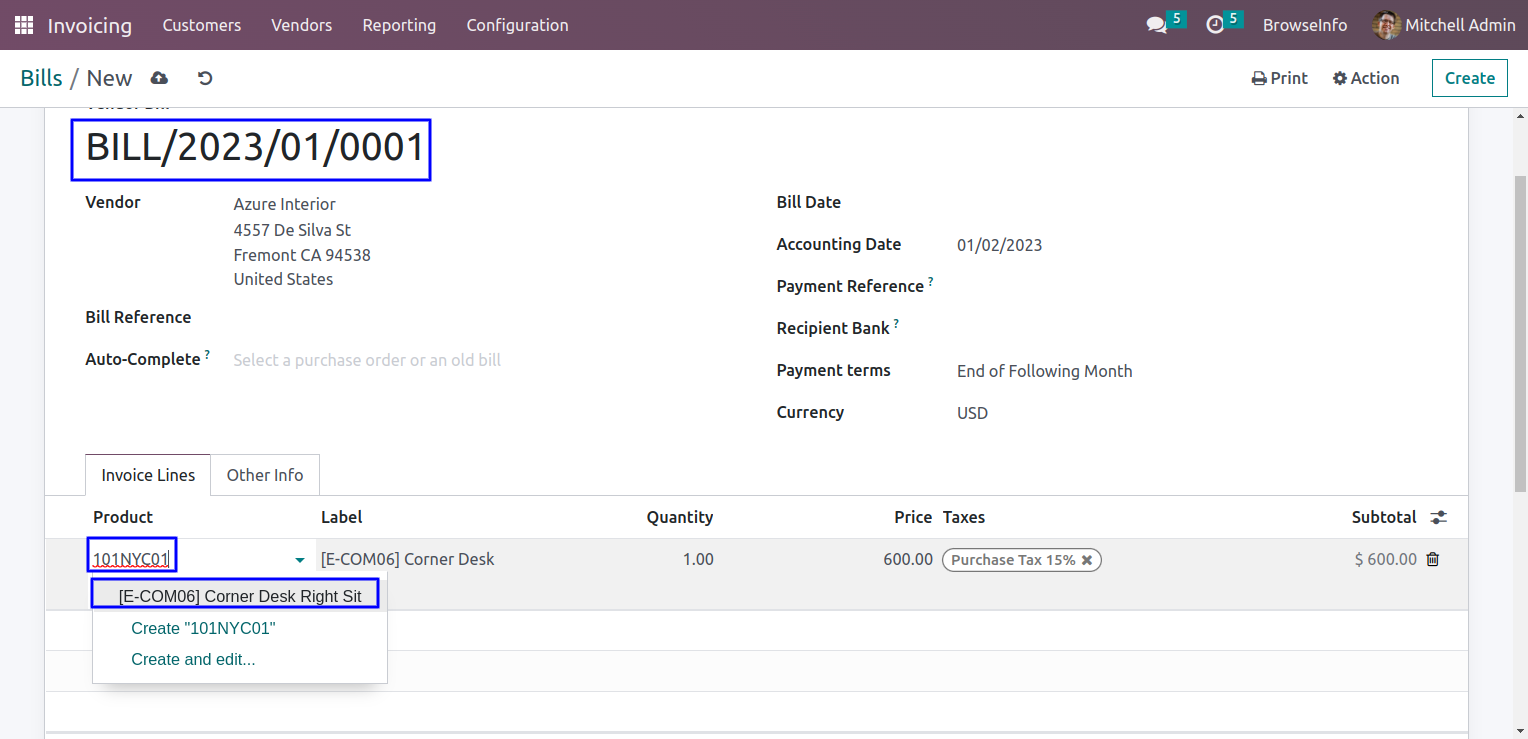 Invoicing Customers Vendors Reporting Configuration 5 5 BrowseInfo Mitchell Admin
Bills / New Print Action Create
BILL/2023/01/0001
Vendor Azure Interior
4557 De Silva St
Fremont CA 94538
United States
Bill Reference
Auto-Complete ? Select a purchase order or an old bill
Bill Date
Accounting Date 01/02/2023
Payment Reference ?
Recipient Bank ?
Payment terms End of Following Month
Currency USD
Invoice Lines Other Info
Product Label Quantity Price Taxes Subtotal
101NYC01 [E-COM06] Corner Desk 1.00 600.00 Purchase Tax 15% $ 600.00
[E-COM06] Corner Desk Right Sit
Create "101NYC01"
Create and edit...